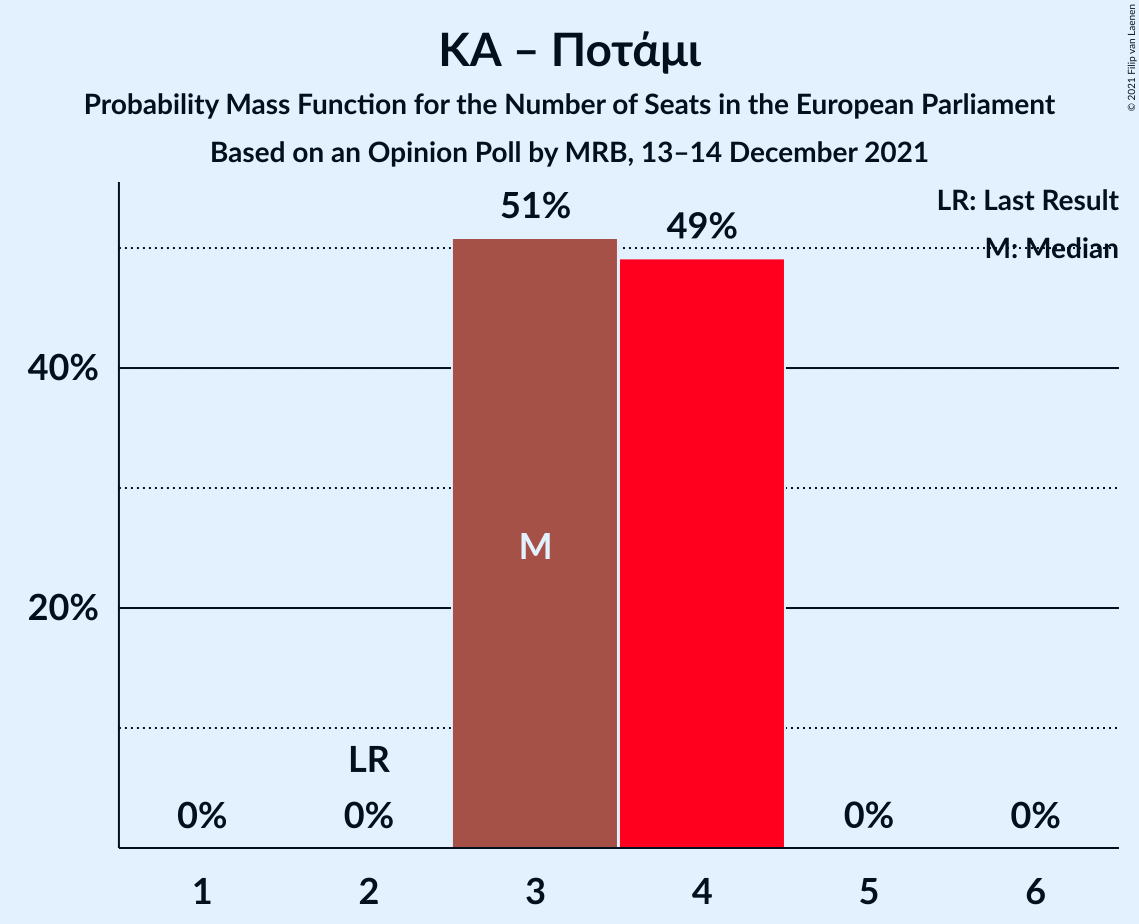 ΚΑ – Ποτάμι
Probability Mass Function for the Number of Seats in the European Parliament
Based on an Opinion Poll by MRB, 13–14 December 2021
© 2021 Filip van Laenen
LR: Last Result
M: Median
51%
49%
40%
20%
M
LR
0%
0%
0%
0%
1
2
3
4
5
6